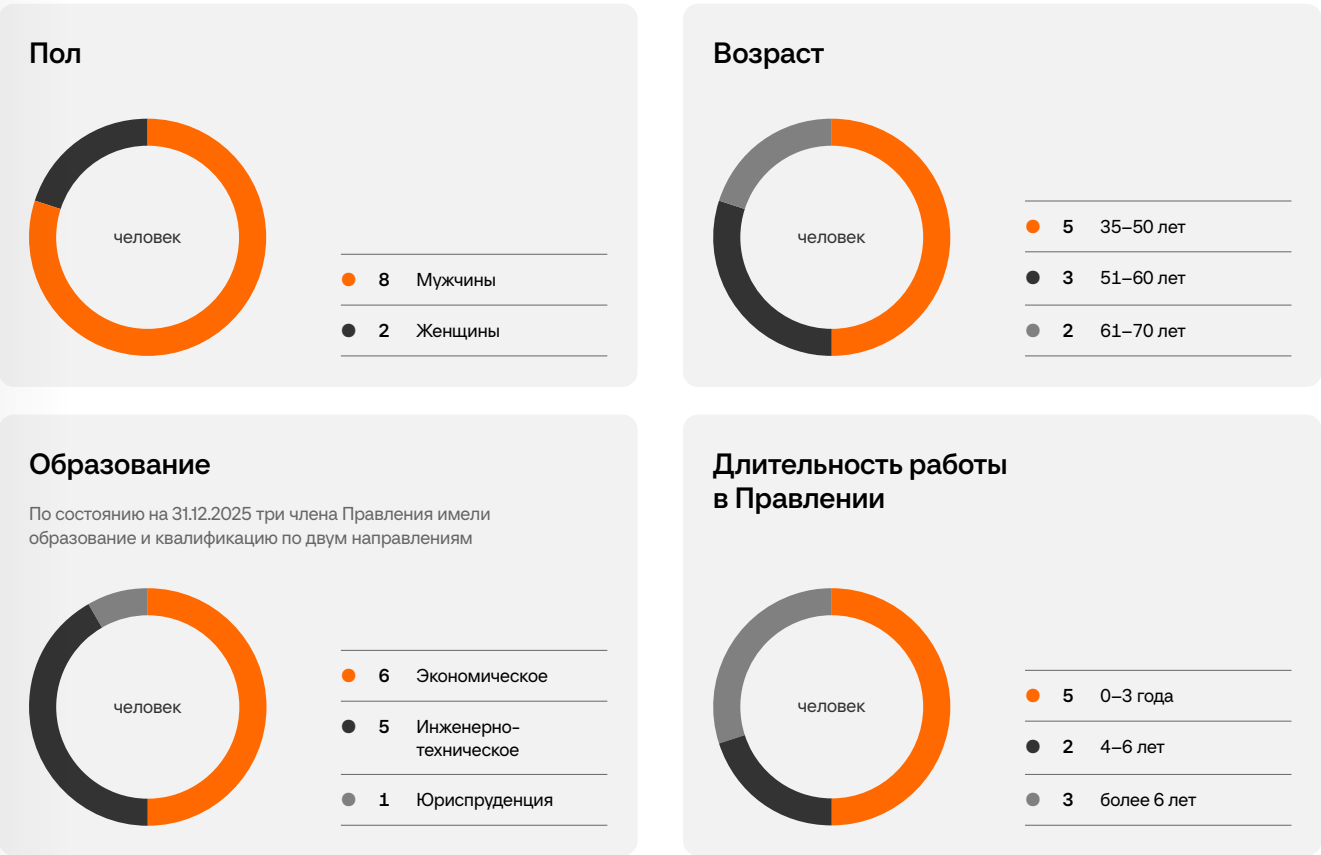 Пол
человек
8 Мужчины
2 Женщины
Возраст
человек
5 35–50 лет
3 51–60 лет
2 61–70 лет
Образование
По состоянию на 31.12.2025 три члена Правления имели
образование и квалификацию по двум направлениям
человек
6 Экономическое
5 Инженерно-
техническое
1 Юриспруденция
Длительность работы
в Правлении
человек
5 0–3 года
2 4–6 лет
3 более 6 лет